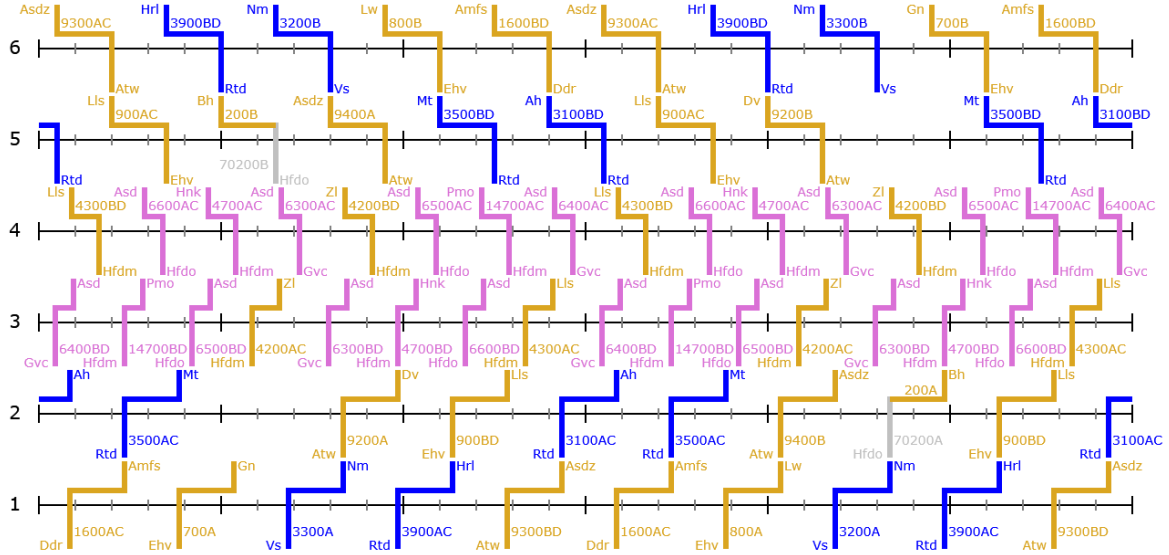 Asdz Hrl Nm Lw Amfs Asdz Hrl Nm Gn Amfs
9300AC 3900BD 3200B 800B 1600BD 9300AC 3900BD 3300B 700B 1600BD
6
Atw Rtd Vs Ehv Ddr Atw Rtd Vs Ehv Ddr
Lls Bh Asdz Mt Ah Lls Dv Mt Ah
900AC 200B 9400A 3500BD 3100BD 900AC 9200B 3500BD 3100BD
5
70200B
Rtd Ehv Hfdo Atw Rtd Rtd Ehv Atw Rtd
Lls Asd Hnk Asd Zl Asd Pmo Asd Lls Asd Hnk Asd Zl Asd Pmo Asd
4300BD 6600AC 4700AC 6300AC 4200BD 6500AC 14700AC 6400AC 4300BD 6600AC 4700AC 6300AC 4200BD 6500AC 14700AC 6400AC
4
Hfdm Hfdo Hfdm Gvc Hfdm Hfdo Hfdm Gvc Hfdm Hfdo Hfdm Gvc Hfdm Hfdo Hfdm Gvc
Asd Pmo Asd Zl Asd Hnk Asd Lls Asd Pmo Asd Zl Asd Hnk Asd Lls
3
6400BD 14700BD 6500BD 4200AC 6300BD 4700BD 6600BD 4300AC 6400BD 14700BD 6500BD 4200AC 6300BD 4700BD 6600BD 4300AC
Gvc Hfdm Hfdo Hfdm Gvc Hfdm Hfdo Hfdm Gvc Hfdm Hfdo Hfdm Gvc Hfdm Hfdo Hfdm
Ah Mt Dv Lls Ah Mt Asdz Bh Lls
200A
2
3500AC 9200A 900BD 3100AC 3500AC 9400B 70200A 900BD 3100AC
Rtd Atw Ehv Rtd Rtd Atw Hfdo Ehv Rtd
Amfs Gn Nm Hrl Asdz Amfs Lw Nm Hrl Asdz
1
1600AC 700A 3300A 3900AC 9300BD 1600AC 800A 3200A 3900AC 9300BD
Ddr Ehv Vs Rtd Atw Ddr Ehv Vs Rtd Atw